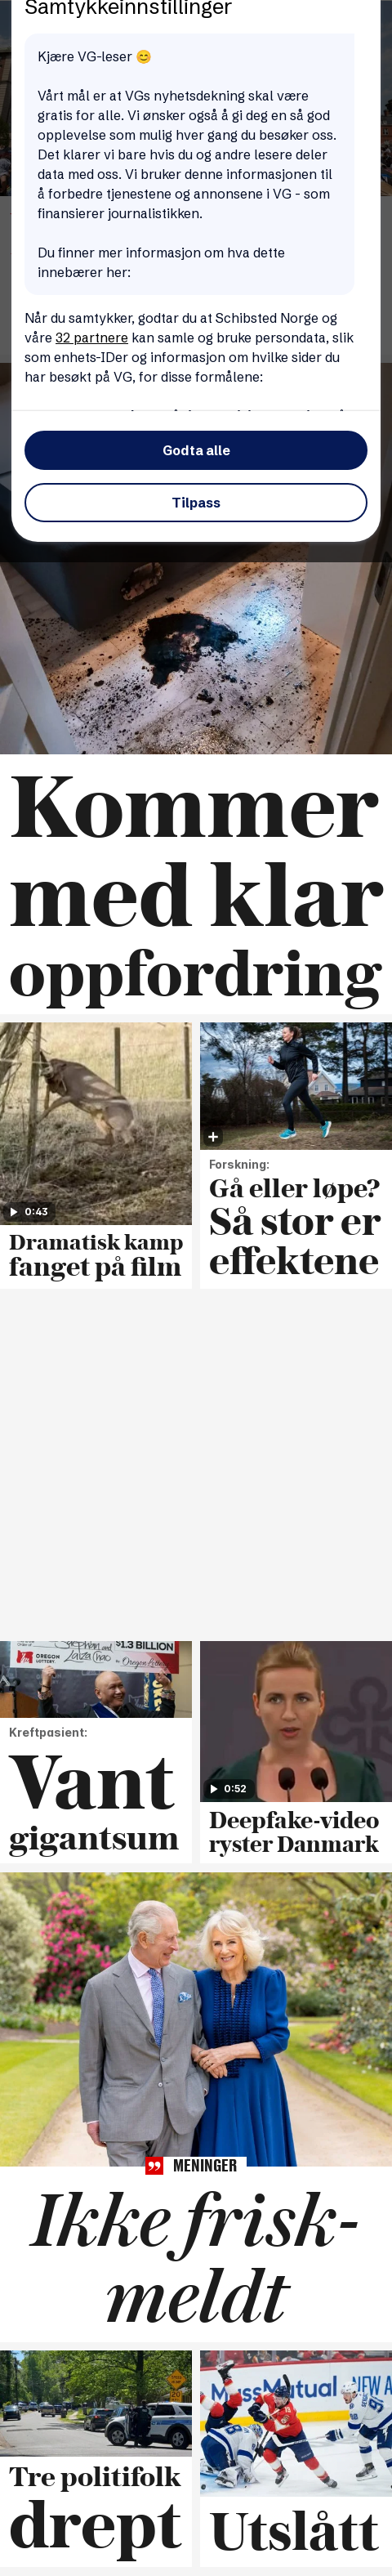 Samtykkeinnstillinger
Kjære VG-leser 😊
Vårt mål er at VGs nyhetsdekning skal være
gratis for alle. Vi ønsker også å gi deg en så god
opplevelse som mulig hver gang du besøker oss.
Det klarer vi bare hvis du og andre lesere deler
data med oss. Vi bruker denne informasjonen til
å forbedre tjenestene og annonsene i VG - som
finansierer journalistikken.
Du finner mer informasjon om hva dette
innebærer her:
Når du samtykker, godtar du at Schibsted Norge og
våre 32 partnere kan samle og bruke persondata, slik
som enhets-IDer og informasjon om hvilke sider du
har besøkt på VG, for disse formålene:
Godta alle
Tilpass
Kommer
med klar
oppfordring
0:43
Dramatisk kamp
fanget på film
Forskning:
Gå eller løpe?
Så stor er
effektene
$1.3 BILLION
OREGON
LOTTERY
Kreftpasient:
Vant
gigantsum
0:52
Deepfake-video
ryster Danmark
MENINGER
Ikke frisk-
meldt
Tre politifolk
drept
MassMutual
NEW A
Utslått